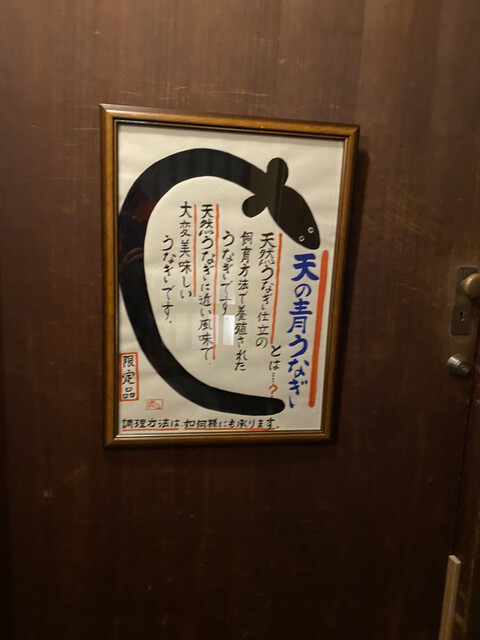 天の青うなぎ
とは…?
天然うなぎ仕立の
飼育方法で養殖された
うなぎです
天然うなぎに近い風味で、
大変美味しい
うなぎです.
限定品
調理方法は如何様にも承ります。